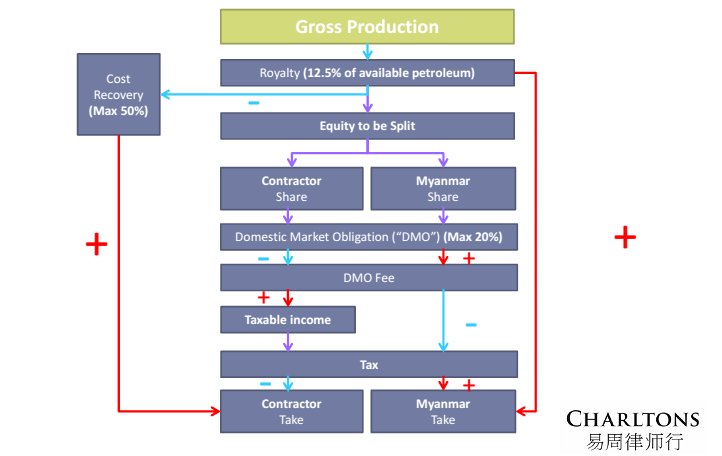 Gross Production
Royalty (12.5% of available petroleum)
Cost
Recovery
(Max 50%)
−
Equity to be Split
Contractor
Share
Myanmar
Share
+
+
Domestic Market Obligation (“DMO”) (Max 20%)
−
+
DMO Fee
+
Taxable income
−
Tax
−
+
Contractor
Take
Myanmar
Take
CHARLTONS
易周律师行